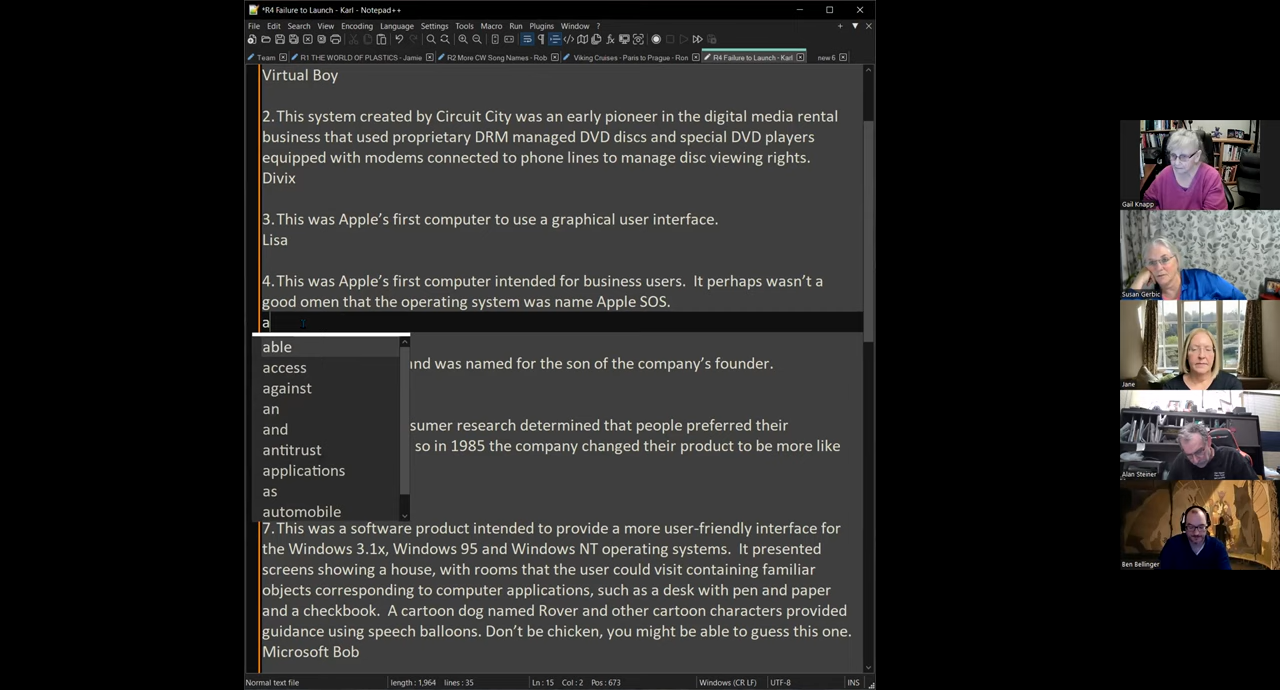 *R4 Failure to Launch - Karl - Notepad++
File Edit Search View Encoding Language Settings Tools Macro Run Plugins Window ?
Team R1 THE WORLD OF PLASTICS - Jamie R2 More CW Song Names - Rob Viking Cruises - Paris to Prague - Ron R4 Failure to Launch - Karl new 6
Virtual Boy
2. This system created by Circuit City was an early pioneer in the digital media rental
business that used proprietary DRM managed DVD discs and special DVD players
equipped with modems connected to phone lines to manage disc viewing rights.
Divix
3. This was Apple’s first computer to use a graphical user interface.
Lisa
4. This was Apple’s first computer intended for business users.  It perhaps wasn’t a
good omen that the operating system was name Apple SOS.
a
able
access
against
an
and
antitrust
applications
as
automobile
and was named for the son of the company’s founder.
sumer research determined that people preferred their
so in 1985 the company changed their product to be more like
7. This was a software product intended to provide a more user-friendly interface for
the Windows 3.1x, Windows 95 and Windows NT operating systems.  It presented
screens showing a house, with rooms that the user could visit containing familiar
objects corresponding to computer applications, such as a desk with pen and paper
and a checkbook.  A cartoon dog named Rover and other cartoon characters provided
guidance using speech balloons. Don’t be chicken, you might be able to guess this one.
Microsoft Bob
Normal text file length : 1,964 lines : 35 Ln : 15 Col : 2 Pos : 673 Windows (CR LF) UTF-8 INS
Gail Knapp
Susan Gerbic
Jane
Alan Steiner
Ben Bellinger